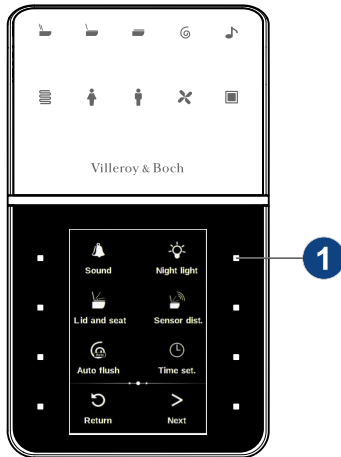 Villeroy & Boch
Sound Night light
1
Lid and seat Sensor dist.
Auto flush Time set.
Return Next